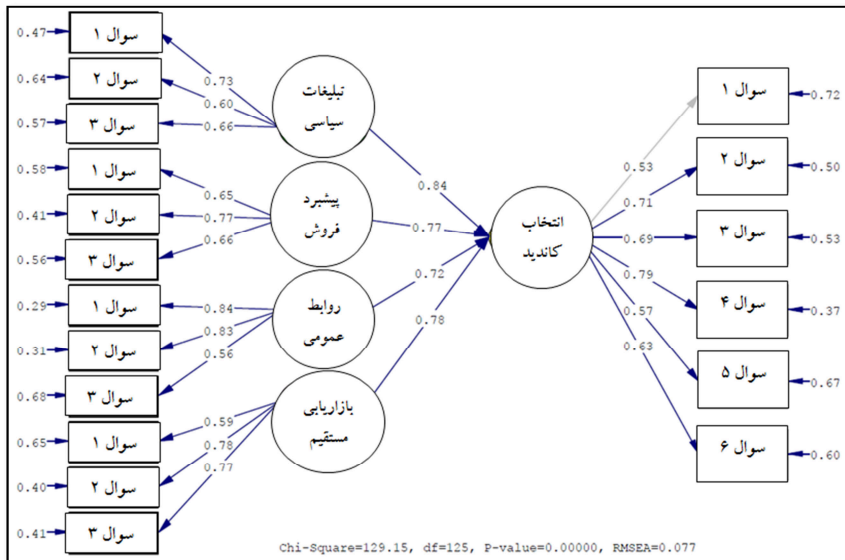 0.47
سوال ۱
0.64
سوال ۲
0.57
سوال ۳
0.58
سوال ۱
0.41
سوال ۲
0.56
سوال ۳
0.29
سوال ۱
0.31
سوال ۲
0.68
سوال ۳
0.65
سوال ۱
0.40
سوال ۲
0.41
سوال ۳
0.73
0.60
0.66
0.65
0.77
0.66
0.84
0.83
0.56
0.59
0.78
0.77
تبلیغات
سیاسی
پیشبرد
فروش
روابط
عمومی
بازاریابی
مستقیم
0.84
0.77
0.72
0.78
انتخاب
کاندید
0.53
0.71
0.69
0.79
0.57
0.63
سوال ۱
0.72
سوال ۲
0.50
سوال ۳
0.53
سوال ۴
0.37
سوال ۵
0.67
سوال ۶
0.60
Chi-Square=129.15, df=125, P-value=0.00000, RMSEA=0.077